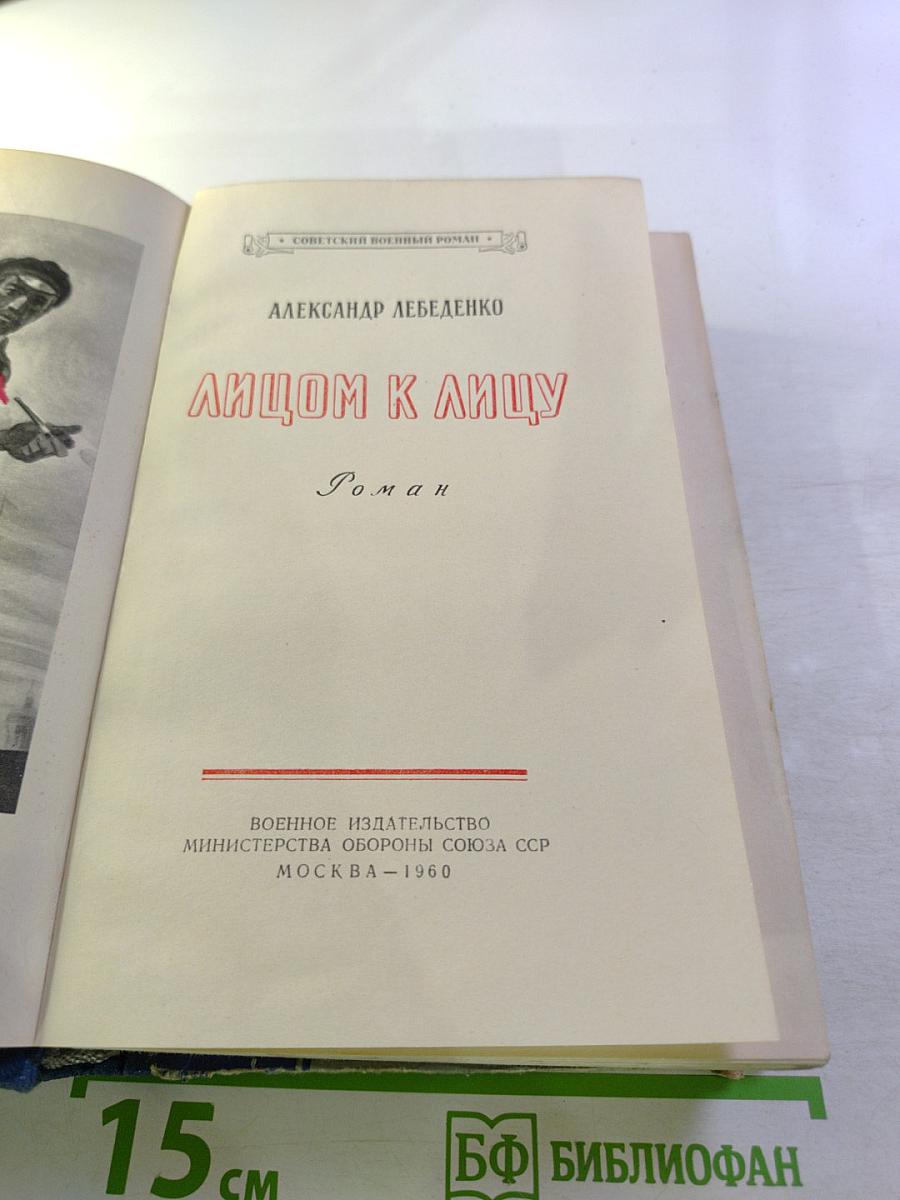 СОВЕТСКИЙ ВОЕННЫЙ РОМАН
АЛЕКСАНДР ЛЕБЕДЕНКО
ЛИЦОМ К ЛИЦУ
Роман
ВОЕННОЕ ИЗДАТЕЛЬСТВО
МИНИСТЕРСТВА ОБОРОНЫ СОЮЗА ССР
МОСКВА — 1960
15 см
БФ БИБЛИОФАН